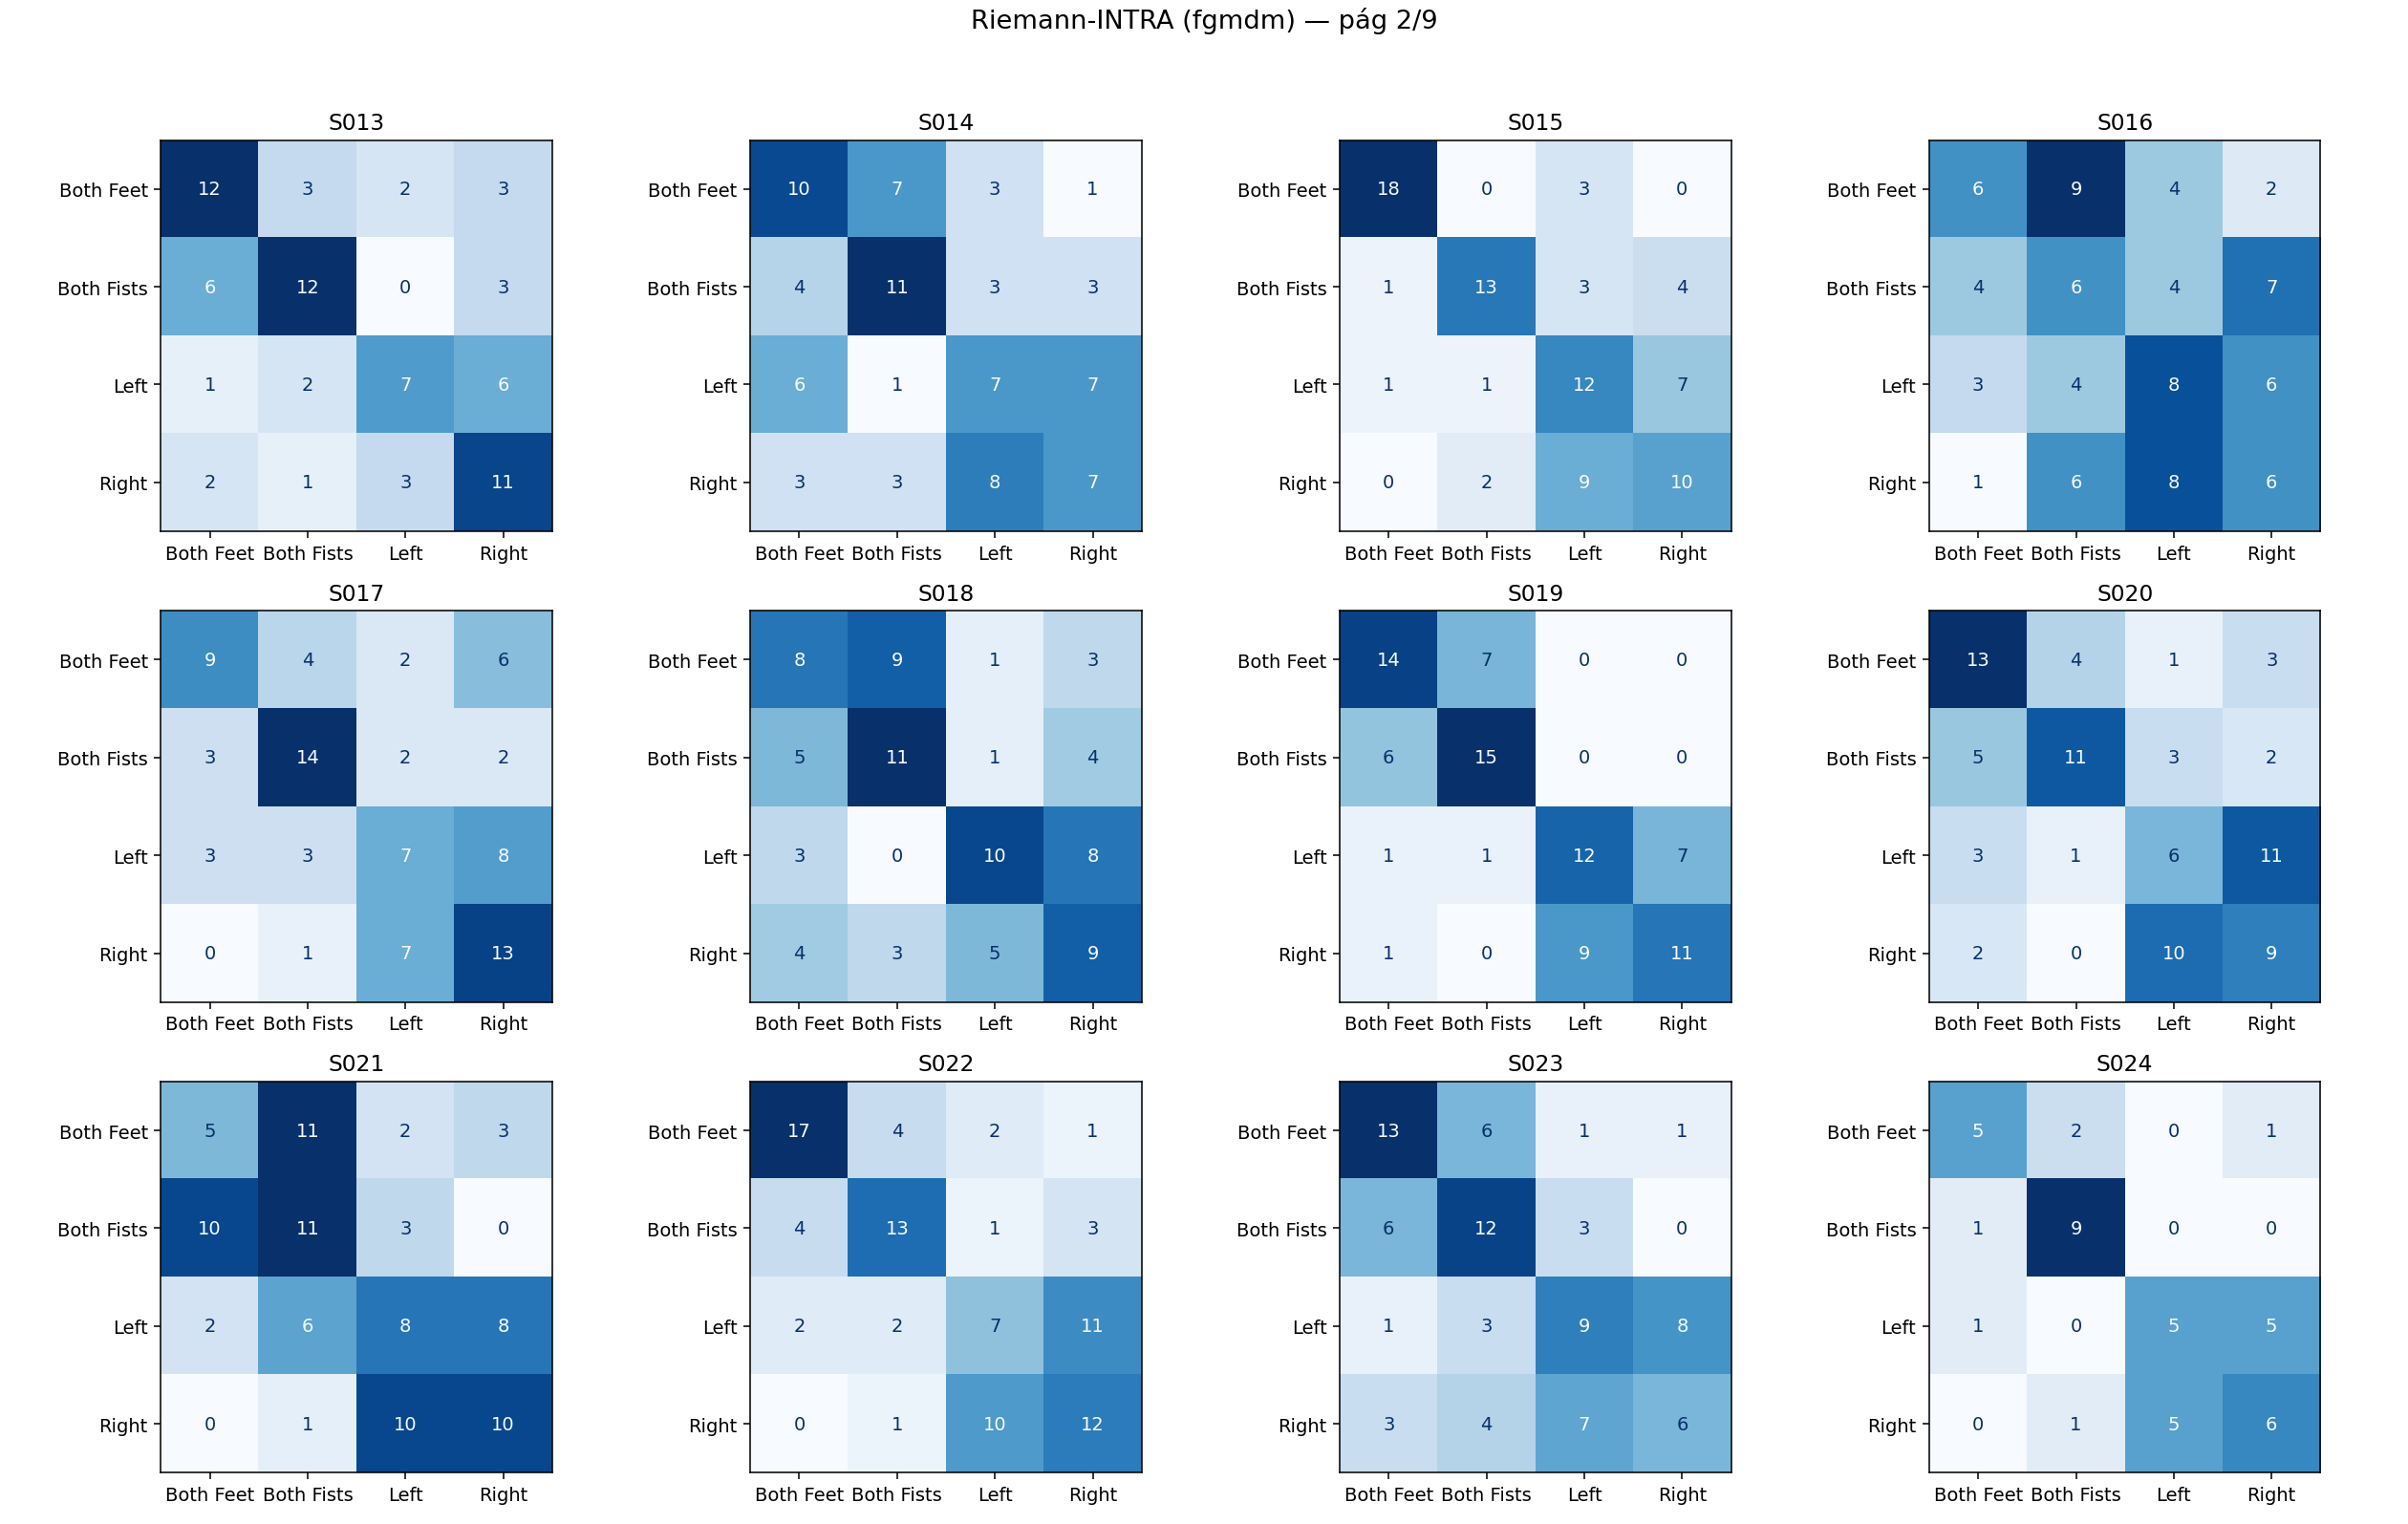 Riemann-INTRA (fgmdm) — pág 2/9
S013 S014 S015 S016
Both Feet 12 3 2 3 Both Feet 10 7 3 1 Both Feet 18 0 3 0 Both Feet 6 9 4 2
Both Fists 6 12 0 3 Both Fists 4 11 3 3 Both Fists 1 13 3 4 Both Fists 4 6 4 7
Left 1 2 7 6 Left 6 1 7 7 Left 1 1 12 7 Left 3 4 8 6
Right 2 1 3 11 Right 3 3 8 7 Right 0 2 9 10 Right 1 6 8 6
Both Feet Both Fists Left Right Both Feet Both Fists Left Right Both Feet Both Fists Left Right Both Feet Both Fists Left Right
S017 S018 S019 S020
Both Feet 9 4 2 6 Both Feet 8 9 1 3 Both Feet 14 7 0 0 Both Feet 13 4 1 3
Both Fists 3 14 2 2 Both Fists 5 11 1 4 Both Fists 6 15 0 0 Both Fists 5 11 3 2
Left 3 3 7 8 Left 3 0 10 8 Left 1 1 12 7 Left 3 1 6 11
Right 0 1 7 13 Right 4 3 5 9 Right 1 0 9 11 Right 2 0 10 9
Both Feet Both Fists Left Right Both Feet Both Fists Left Right Both Feet Both Fists Left Right Both Feet Both Fists Left Right
S021 S022 S023 S024
Both Feet 5 11 2 3 Both Feet 17 4 2 1 Both Feet 13 6 1 1 Both Feet 5 2 0 1
Both Fists 10 11 3 0 Both Fists 4 13 1 3 Both Fists 6 12 3 0 Both Fists 1 9 0 0
Left 2 6 8 8 Left 2 2 7 11 Left 1 3 9 8 Left 1 0 5 5
Right 0 1 10 10 Right 0 1 10 12 Right 3 4 7 6 Right 0 1 5 6
Both Feet Both Fists Left Right Both Feet Both Fists Left Right Both Feet Both Fists Left Right Both Feet Both Fists Left Right